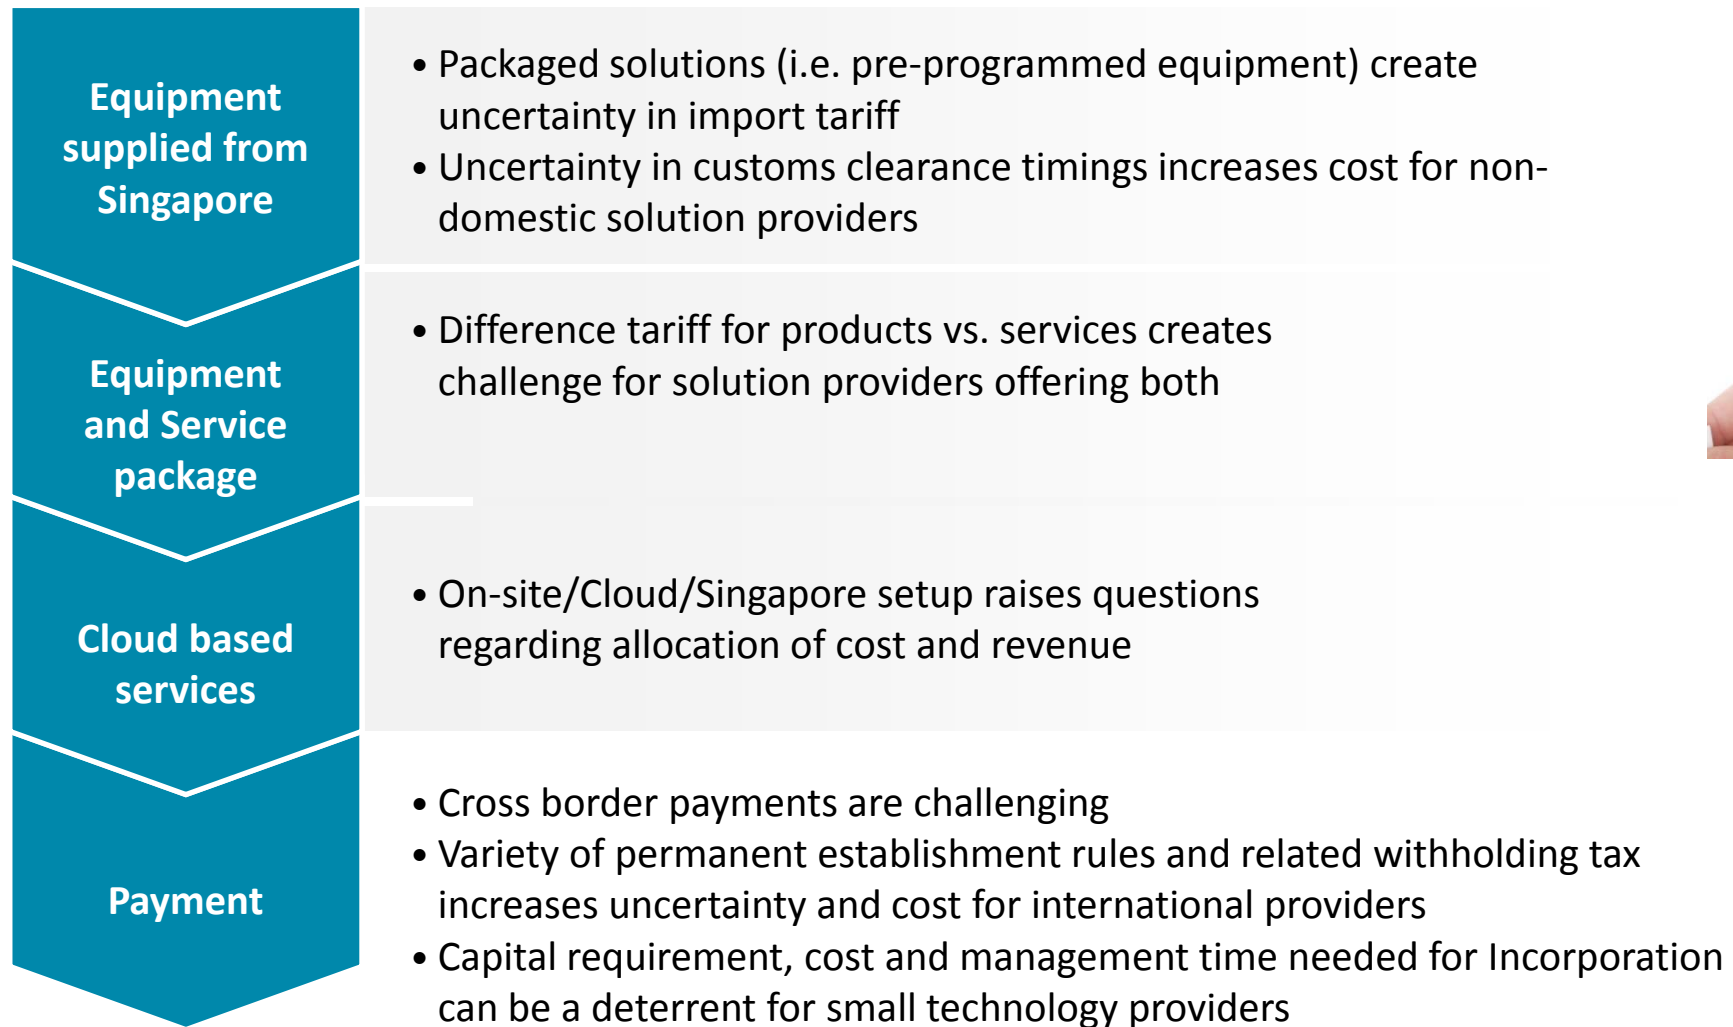 Equipment
supplied from
Singapore
• Packaged solutions (i.e. pre-programmed equipment) create
uncertainty in import tariff
• Uncertainty in customs clearance timings increases cost for non-
domestic solution providers
Equipment
and Service
package
• Difference tariff for products vs. services creates
challenge for solution providers offering both
Cloud based
services
• On-site/Cloud/Singapore setup raises questions
regarding allocation of cost and revenue
Payment
• Cross border payments are challenging
• Variety of permanent establishment rules and related withholding tax
increases uncertainty and cost for international providers
• Capital requirement, cost and management time needed for Incorporation
can be a deterrent for small technology providers